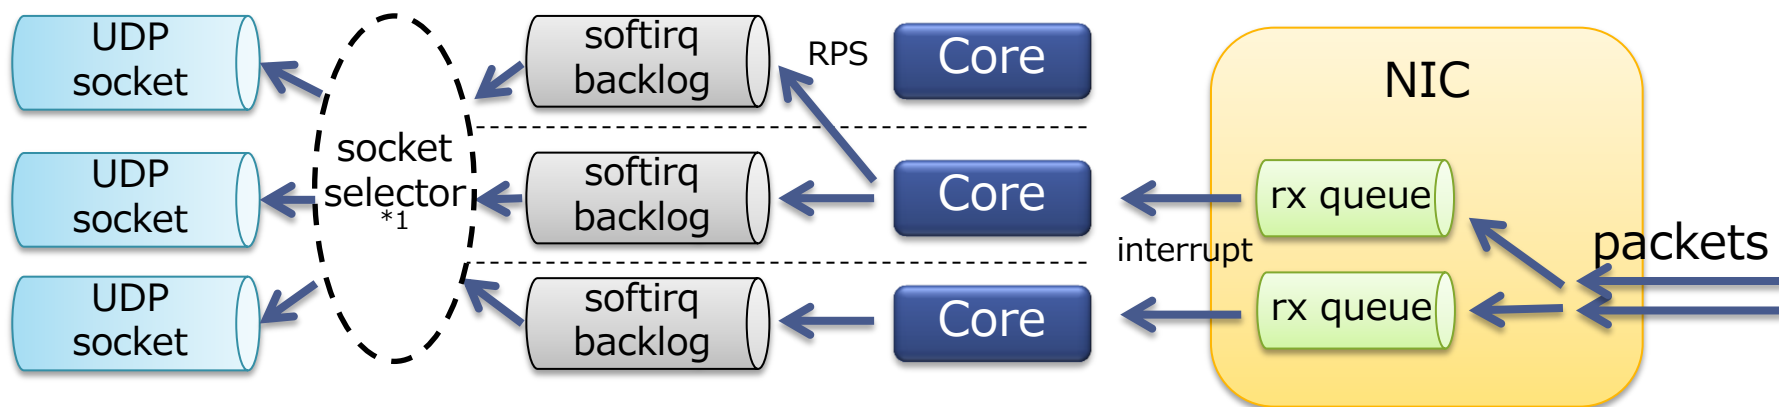 UDP
socket
softirq
backlog
RPS
Core
NIC
socket
selector
*1
UDP
socket
softirq
backlog
Core
rx queue
interrupt
packets
UDP
socket
softirq
backlog
Core
rx queue